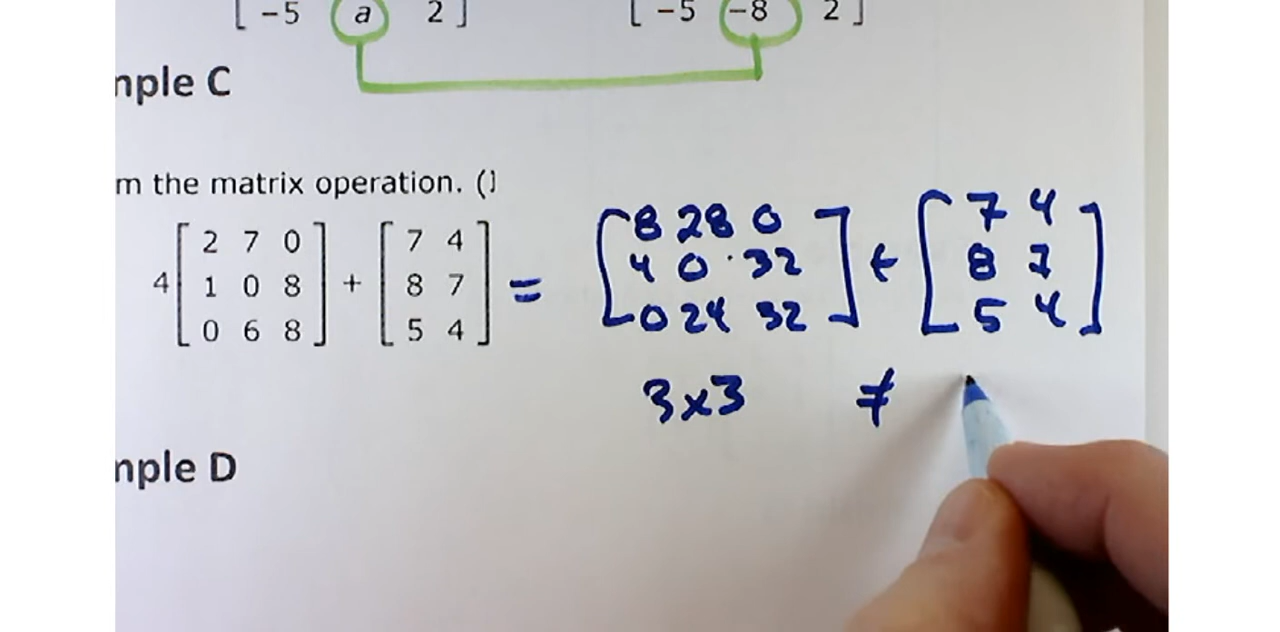 [ -5 a 2 ] [ -5 -8 2 ]
mple C
m the matrix operation. (
4 [ 2 7 0 ] + [ 7 4 ] = [ 8 28 0 ] + [ 7 4 ]
[ 1 0 8 ] [ 8 7 ] [ 4 0 32 ] [ 8 7 ]
[ 0 6 8 ] [ 5 4 ] [ 0 24 32 ] [ 5 4 ]
3x3 ≠
mple D